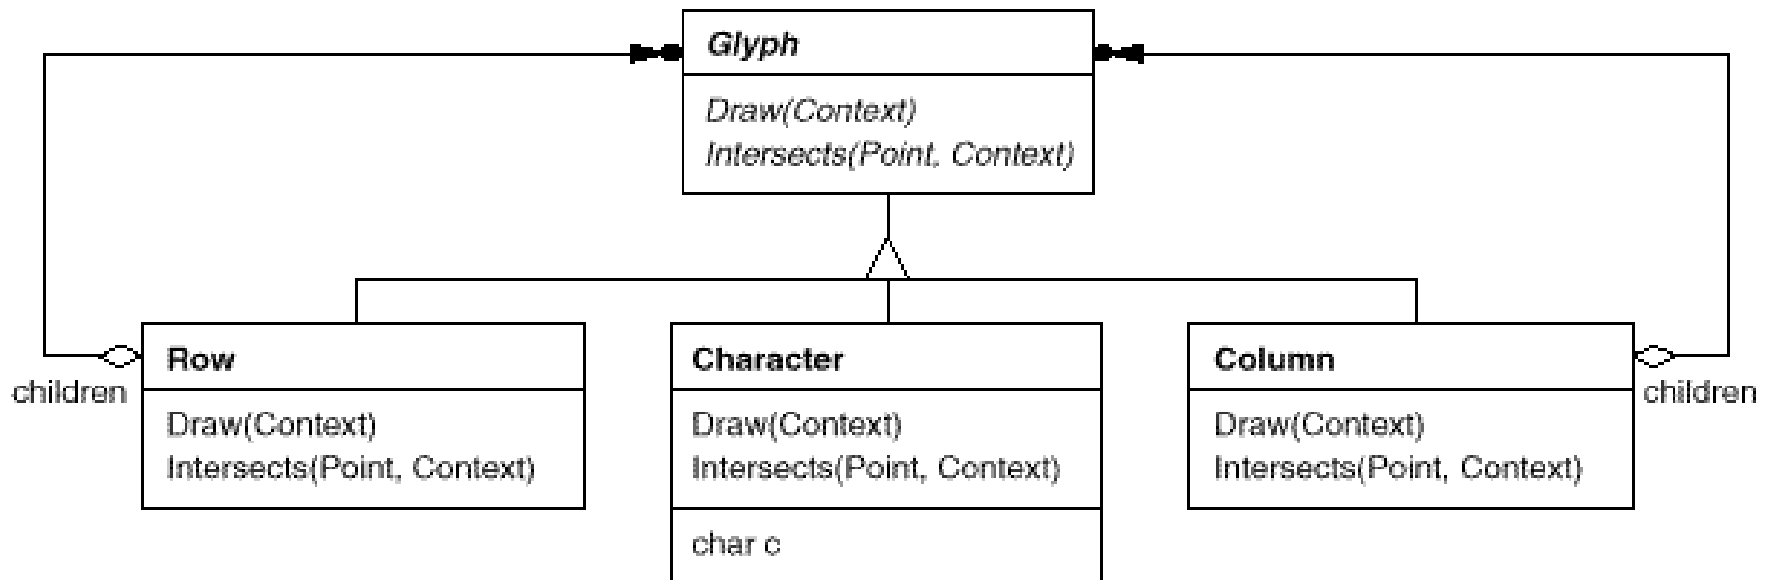 Glyph
Draw(Context)
Intersects(Point, Context)
children
Row
Draw(Context)
Intersects(Point, Context)
Character
Draw(Context)
Intersects(Point, Context)
char c
Column
Draw(Context)
Intersects(Point, Context)
children